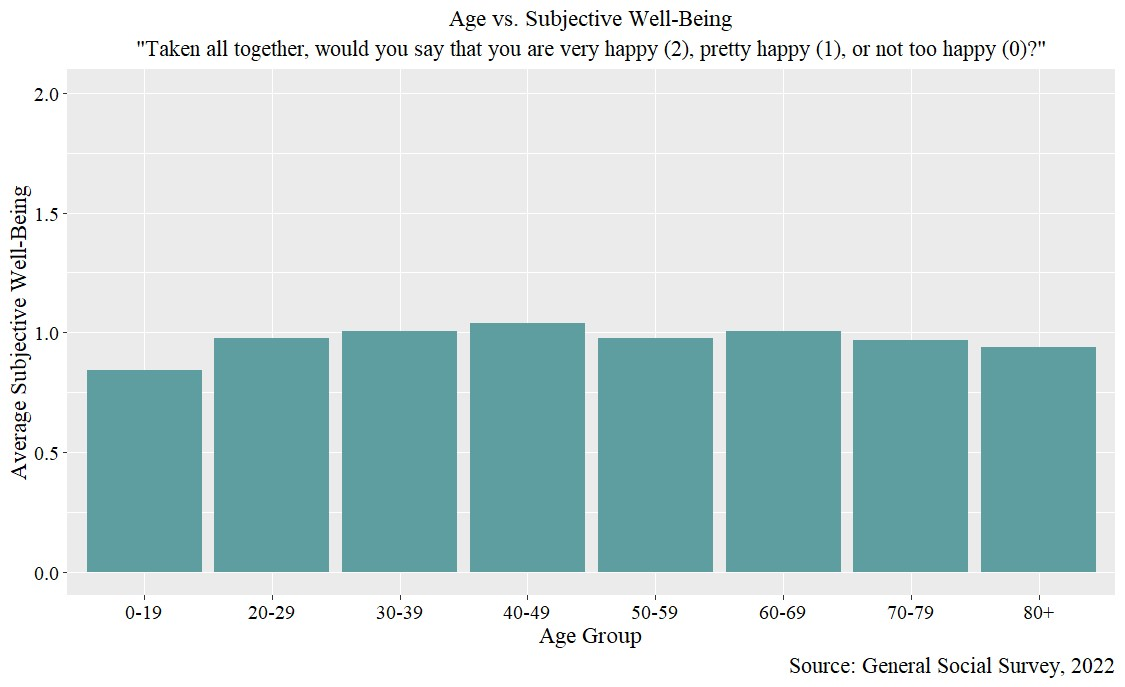 Age vs. Subjective Well-Being
"Taken all together, would you say that you are very happy (2), pretty happy (1), or not too happy (0)?"
Average Subjective Well-Being
2.0
1.5
1.0
0.5
0.0
0-19 20-29 30-39 40-49 50-59 60-69 70-79 80+
Age Group
Source: General Social Survey, 2022